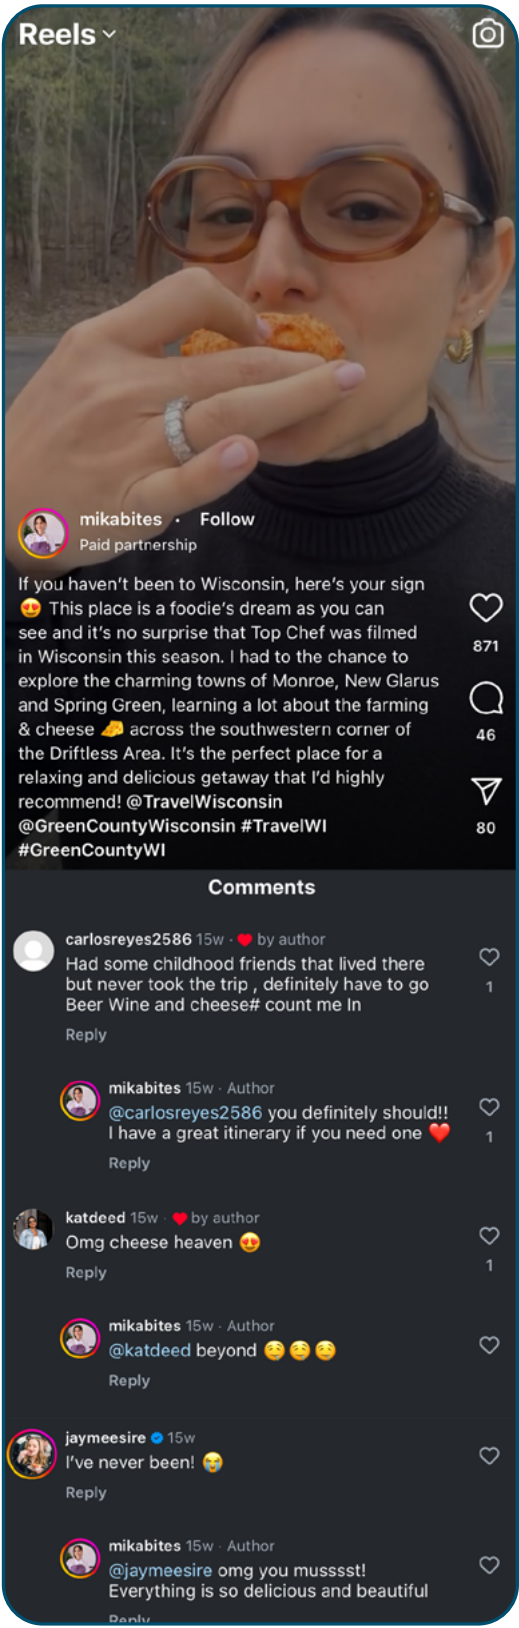 Reels
mikabites · Follow
Paid partnership
If you haven't been to Wisconsin, here's your sign
😍 This place is a foodie's dream as you can
see and it's no surprise that Top Chef was filmed
in Wisconsin this season. I had to the chance to
explore the charming towns of Monroe, New Glarus
and Spring Green, learning a lot about the farming
& cheese 🧀 across the southwestern corner of
the Driftless Area. It's the perfect place for a
relaxing and delicious getaway that I'd highly
recommend! @TravelWisconsin
@GreenCountyWisconsin #TravelWI
#GreenCountyWI
871
46
80
Comments
carlosreyes2586 15w · ❤️ by author
Had some childhood friends that lived there
but never took the trip , definitely have to go
Beer Wine and cheese# count me In
1
Reply
mikabites 15w · Author
@carlosreyes2586 you definitely should!!
I have a great itinerary if you need one ❤️
1
Reply
katdeed 15w · ❤️ by author
Omg cheese heaven 😍
1
Reply
mikabites 15w · Author
@katdeed beyond 🤤🤤🤤
Reply
jaymeesire 15w
I've never been! 😭
Reply
mikabites 15w · Author
@jaymeesire omg you mussst!
Everything is so delicious and beautiful
Reply